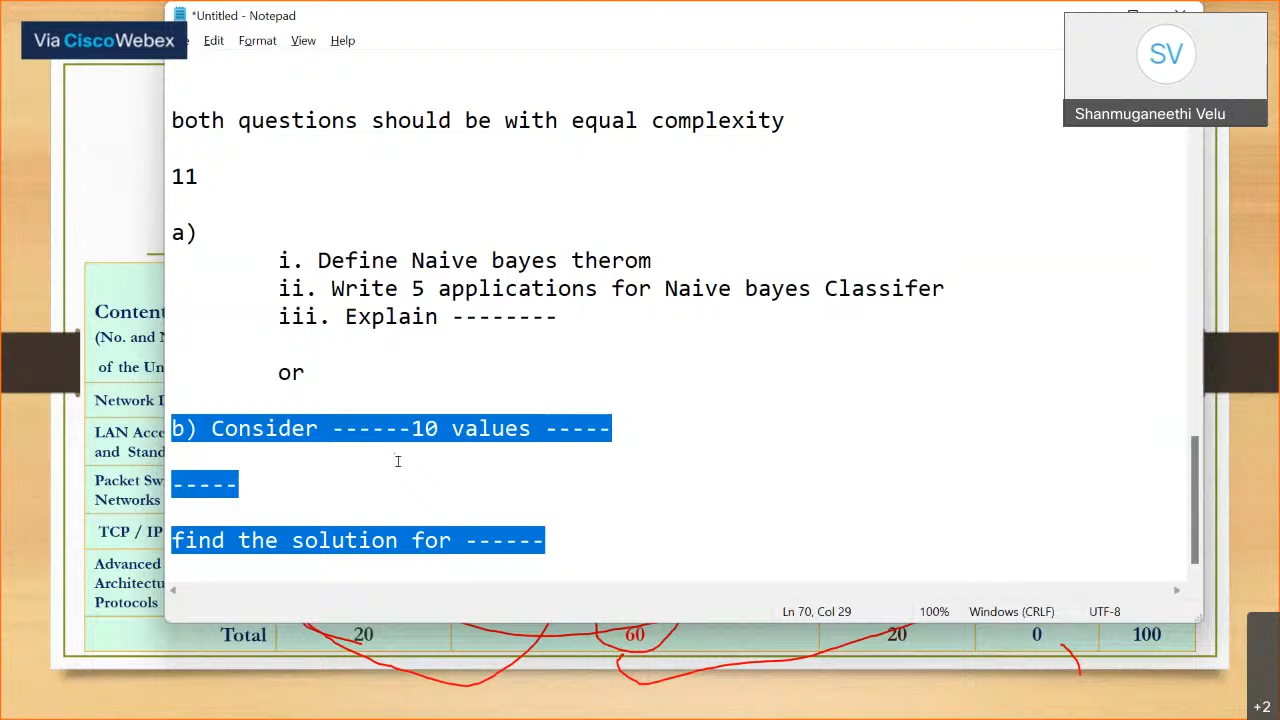 *Untitled - Notepad
Via Cisco Webex
Edit Format View Help
SV
Shanmuganeethi Velu
both questions should be with equal complexity
11
a)
i. Define Naive bayes therom
ii. Write 5 applications for Naive bayes Classifer
iii. Explain --------
or
b) Consider ------10 values -----
-----
find the solution for ------
Ln 70, Col 29 100% Windows (CRLF) UTF-8
Content
(No. and
of the Un
Network
LAN Acce
and Stand
Packet Sw
Networks
TCP / IP
Advanced
Architectu
Protocols
Total 20 60 20 0 100
+2